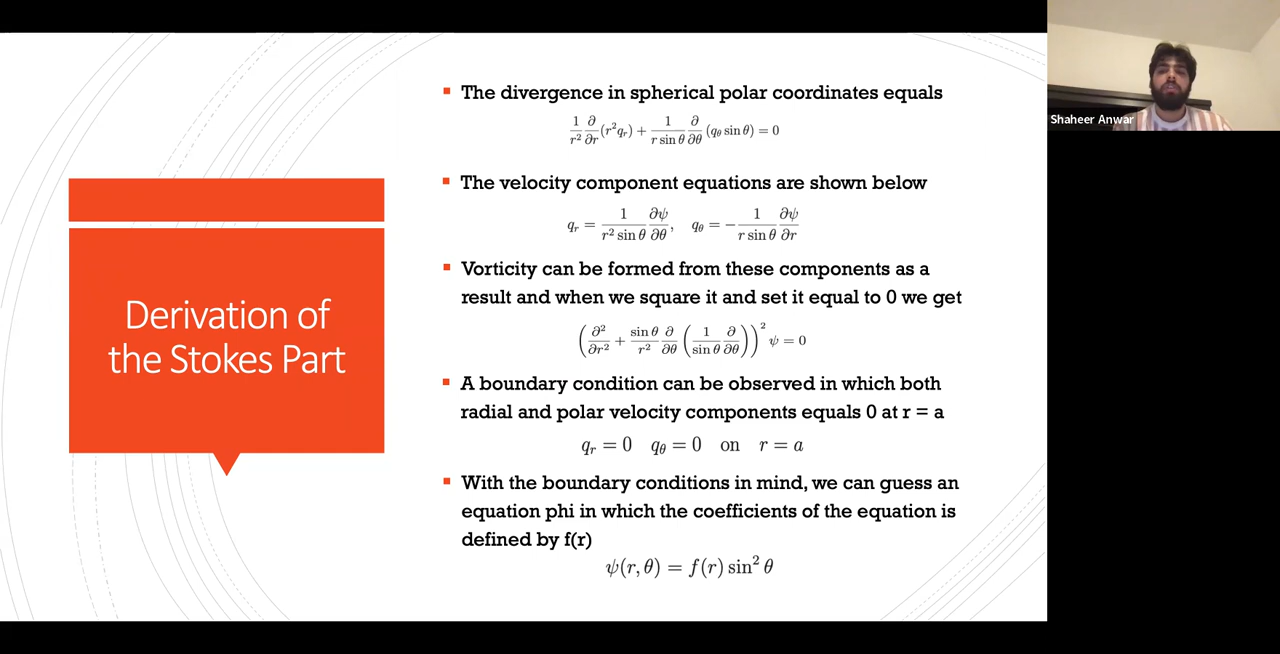 Derivation of
the Stokes Part
The divergence in spherical polar coordinates equals
1/r² ∂/∂r (r²qᵣ) + 1/(r sin θ) ∂/∂θ (q_θ sin θ) = 0
The velocity component equations are shown below
qᵣ = 1/(r² sin θ) ∂ψ/∂θ, q_θ = − 1/(r sin θ) ∂ψ/∂r
Vorticity can be formed from these components as a
result and when we square it and set it equal to 0 we get
(∂²/∂r² + sin θ/r² ∂/∂θ (1/sin θ ∂/∂θ))² ψ = 0
A boundary condition can be observed in which both
radial and polar velocity components equals 0 at r = a
qᵣ = 0 q_θ = 0 on r = a
With the boundary conditions in mind, we can guess an
equation phi in which the coefficients of the equation is
defined by f(r)
ψ(r, θ) = f(r) sin² θ
Shaheer Anwar